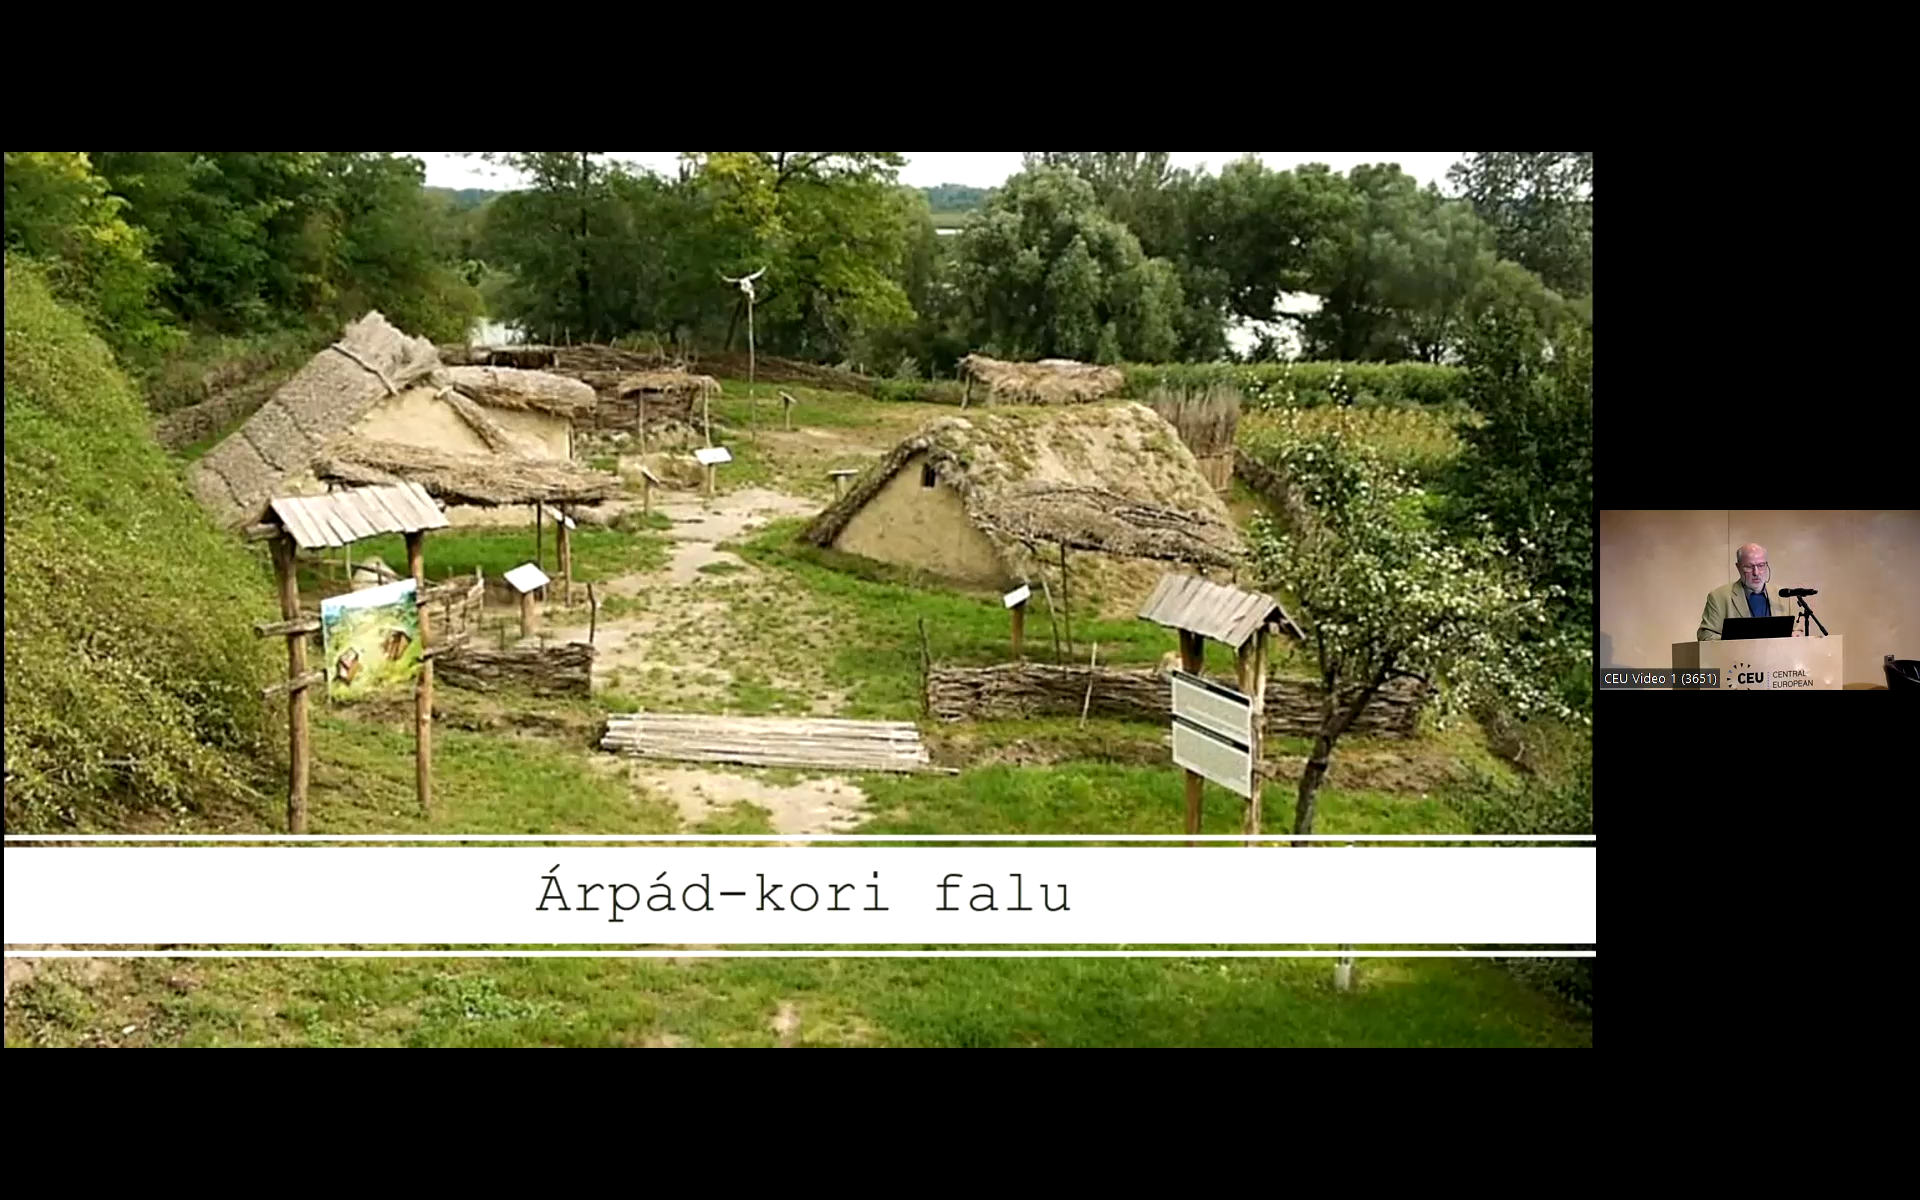 Árpád-kori falu
CEU Video 1 (3651)
CEU
CENTRAL
EUROPEAN